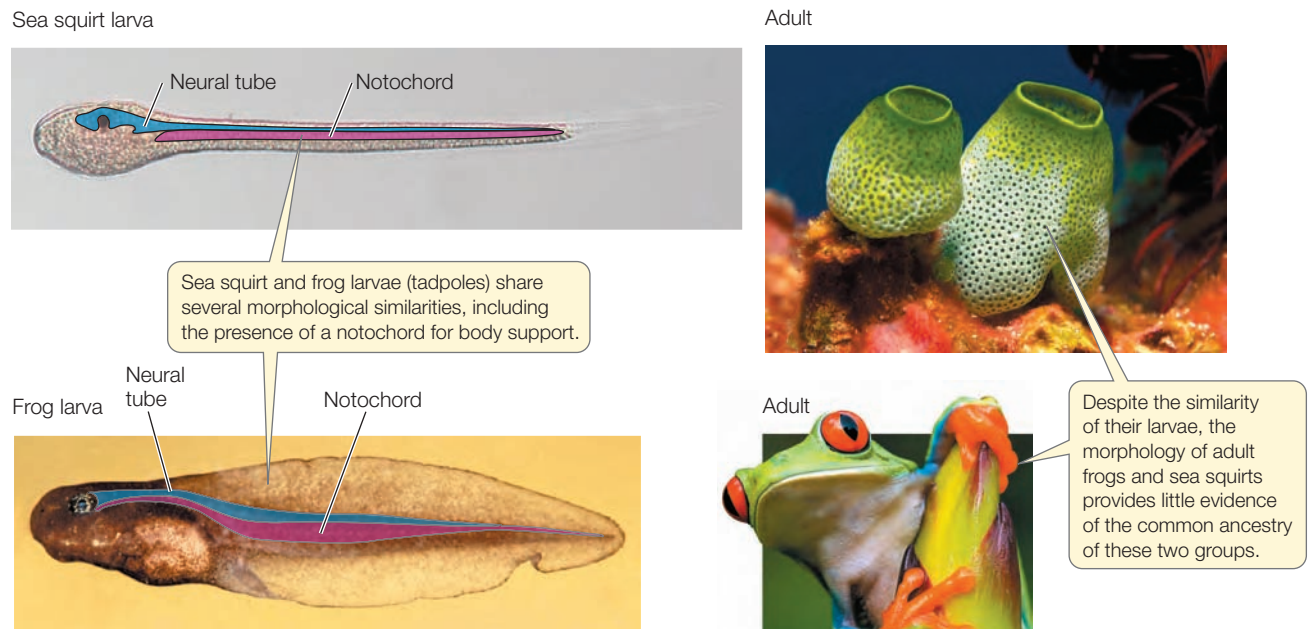 Sea squirt larva
Neural tube
Notochord
Adult
Sea squirt and frog larvae (tadpoles) share
several morphological similarities, including
the presence of a notochord for body support.
Frog larva
Neural
tube
Notochord
Adult
Despite the similarity
of their larvae, the
morphology of adult
frogs and sea squirts
provides little evidence
of the common ancestry
of these two groups.